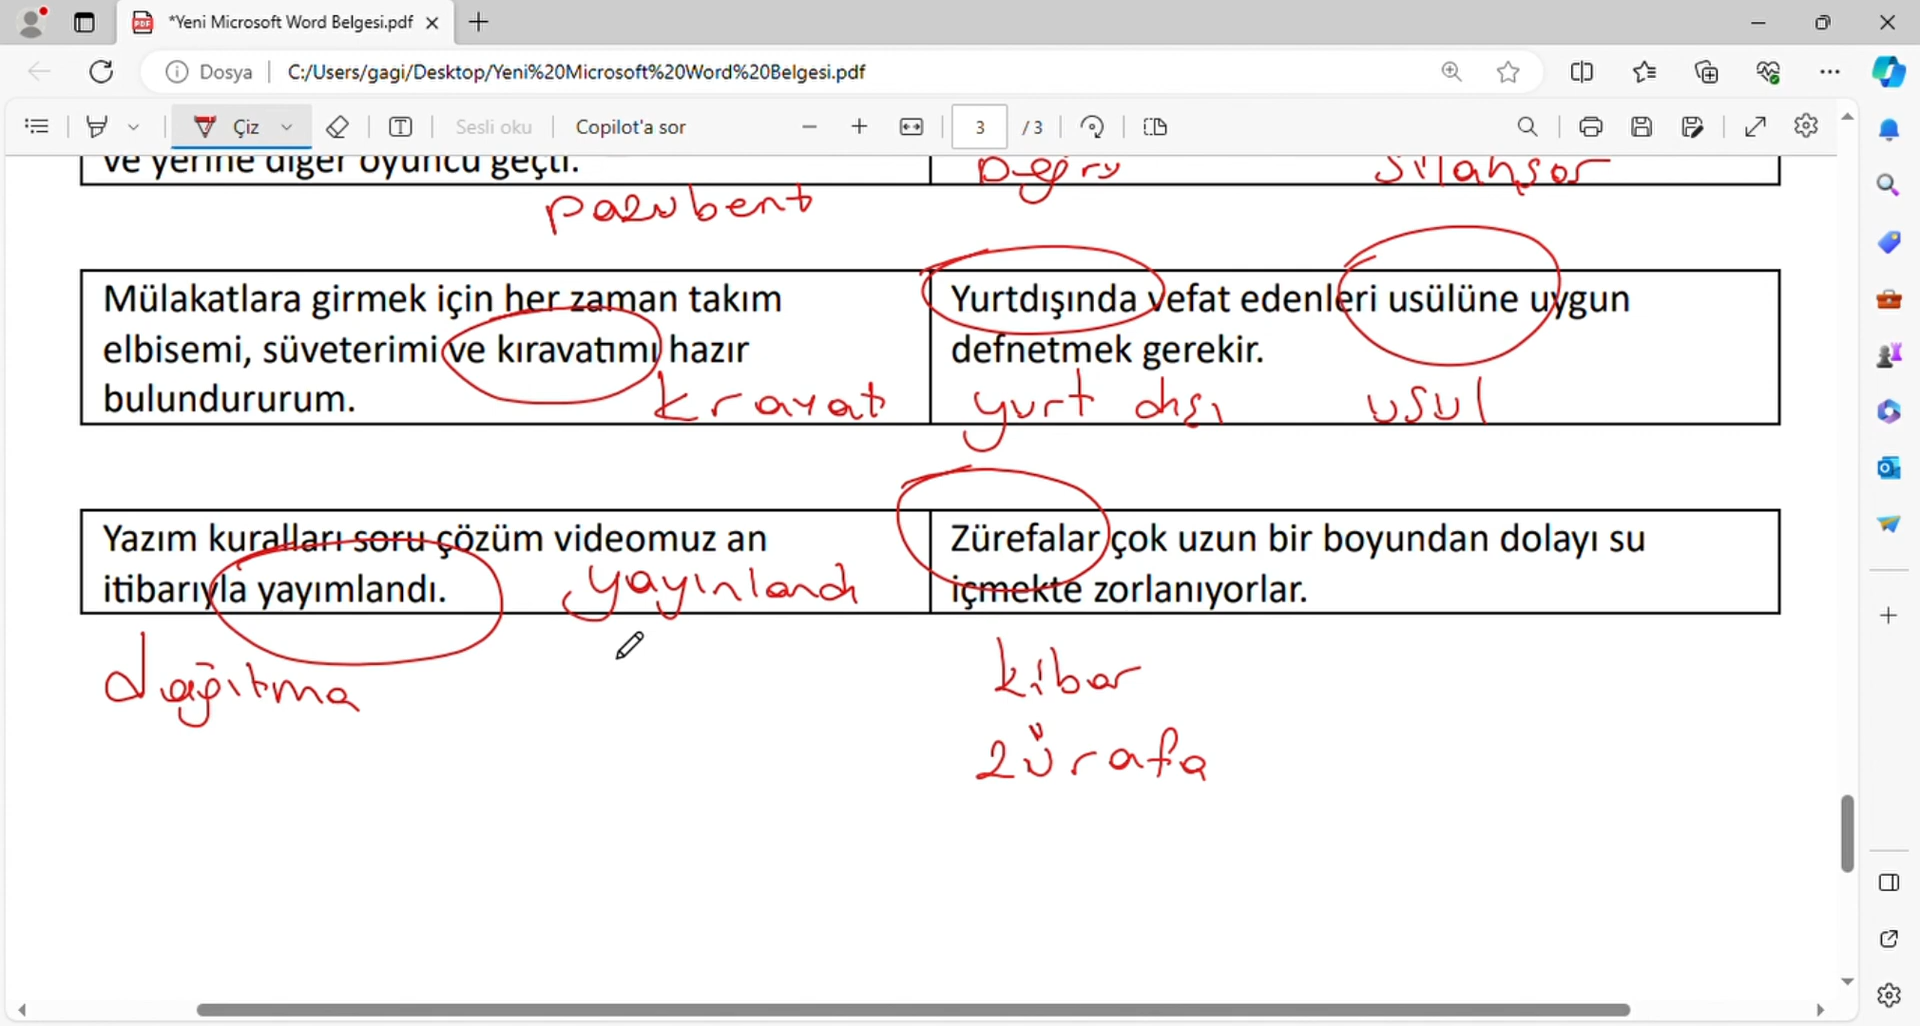 *Yeni Microsoft Word Belgesi.pdf
Dosya
C:/Users/gagi/Desktop/Yeni%20Microsoft%20Word%20Belgesi.pdf
Çiz
Sesli oku
Copilot'a sor
3
/ 3
ve yerine diğer oyuncu geçti.
silahşor
pazubent
Mülakatlara girmek için her zaman takım
elbisemi, süveterimi ve kıravatımı hazır
bulundururum.
kravat
Yurtdışında vefat edenleri usülüne uygun
defnetmek gerekir.
yurt dışı
usul
Yazım kuralları soru çözüm videomuz an
itibarıyla yayımlandı.
yayınlandı
dağıtma
Zürefalar çok uzun bir boyundan dolayı su
içmekte zorlanıyorlar.
kibar
zürafa